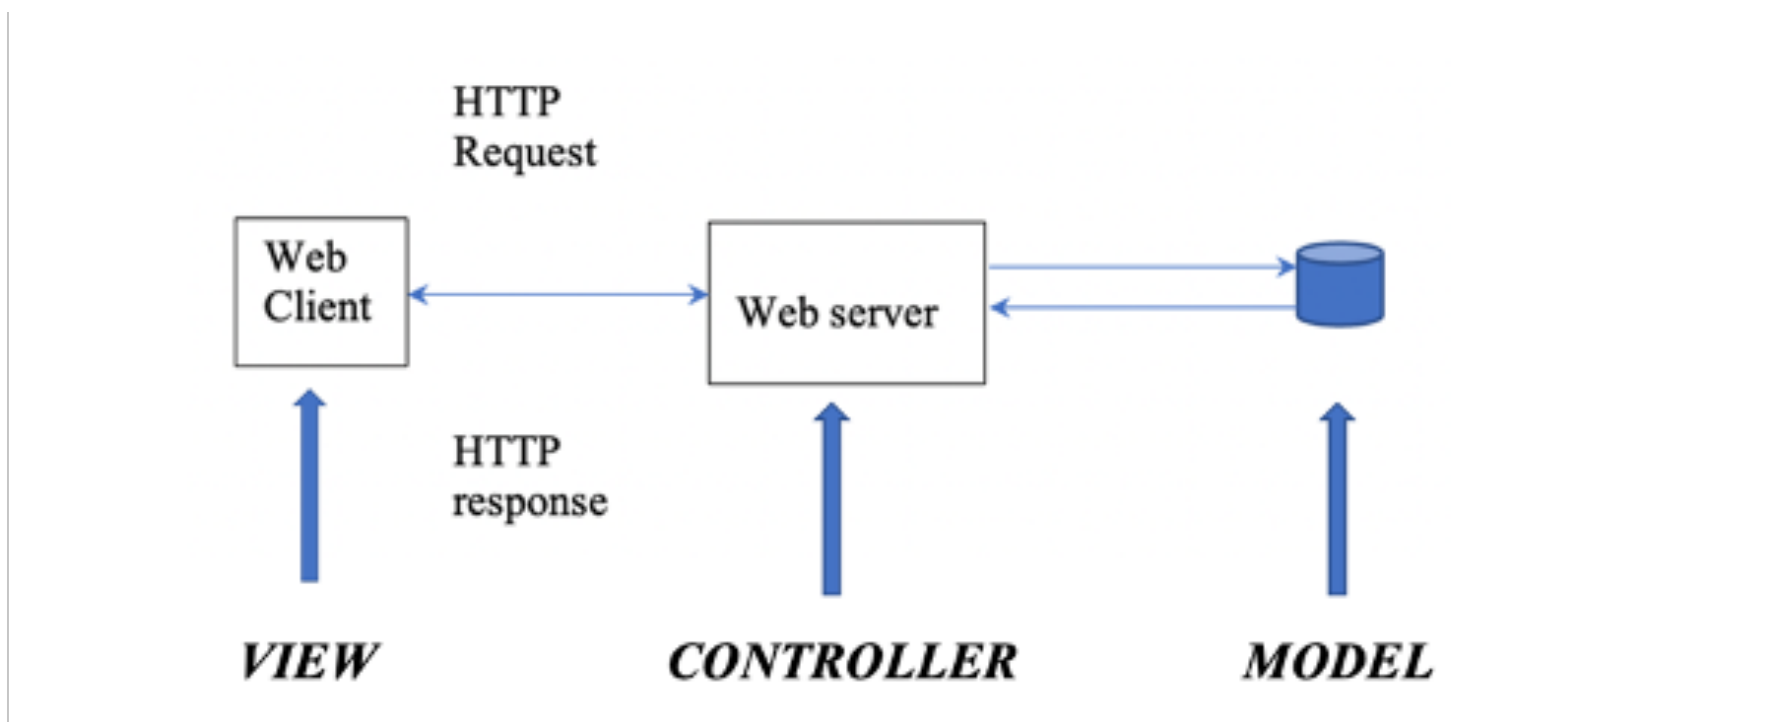 HTTP
Request
Web
Client
Web server
HTTP
response
VIEW
CONTROLLER
MODEL